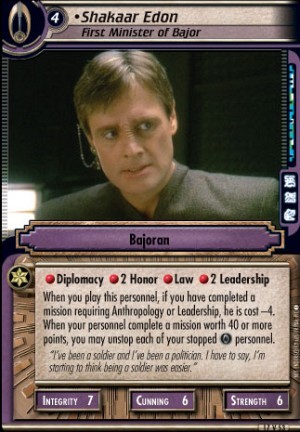 4 •Shakaar Edon
First Minister of Bajor
Bajoran
•Diplomacy •2 Honor •Law •2 Leadership
When you play this personnel, if you have completed a
mission requiring Anthropology or Leadership, he is cost –4.
When your personnel complete a mission worth 40 or more
points, you may unstop each of your stopped personnel.
"I've been a soldier and I've been a politician. I have to say, I'm
starting to think being a soldier was easier."
INTEGRITY 7 CUNNING 6 STRENGTH 6